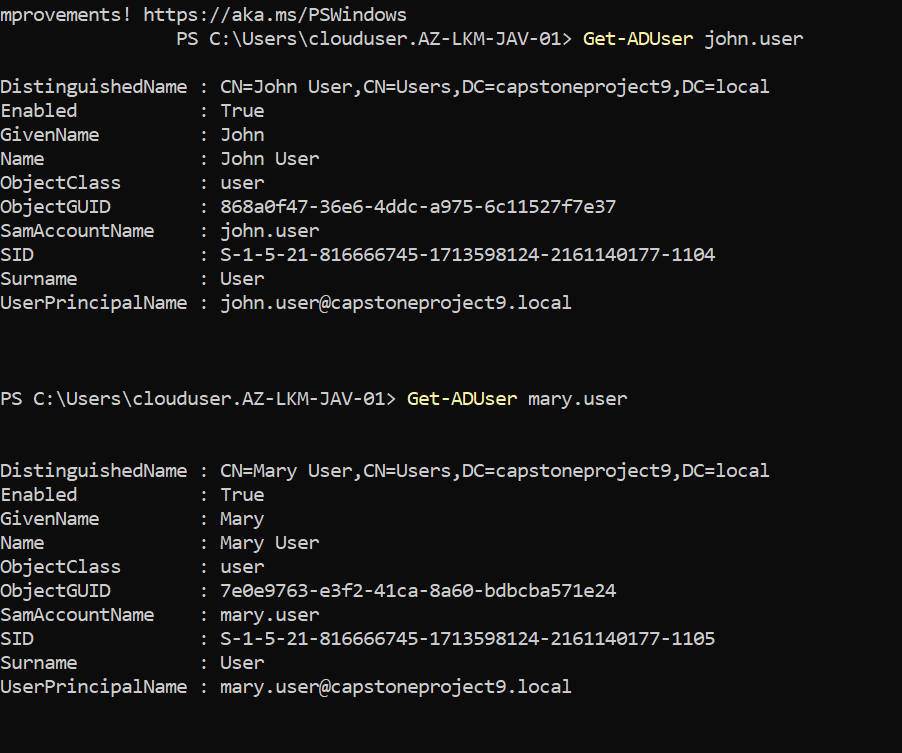 mprovements! https://aka.ms/PSWindows
PS C:\Users\clouduser.AZ-LKM-JAV-01> Get-ADUser john.user
DistinguishedName : CN=John User,CN=Users,DC=capstoneproject9,DC=local
Enabled : True
GivenName : John
Name : John User
ObjectClass : user
ObjectGUID : 868a0f47-36e6-4ddc-a975-6c11527f7e37
SamAccountName : john.user
SID : S-1-5-21-816666745-1713598124-2161140177-1104
Surname : User
UserPrincipalName : john.user@capstoneproject9.local
PS C:\Users\clouduser.AZ-LKM-JAV-01> Get-ADUser mary.user
DistinguishedName : CN=Mary User,CN=Users,DC=capstoneproject9,DC=local
Enabled : True
GivenName : Mary
Name : Mary User
ObjectClass : user
ObjectGUID : 7e0e9763-e3f2-41ca-8a60-bdbcba571e24
SamAccountName : mary.user
SID : S-1-5-21-816666745-1713598124-2161140177-1105
Surname : User
UserPrincipalName : mary.user@capstoneproject9.local